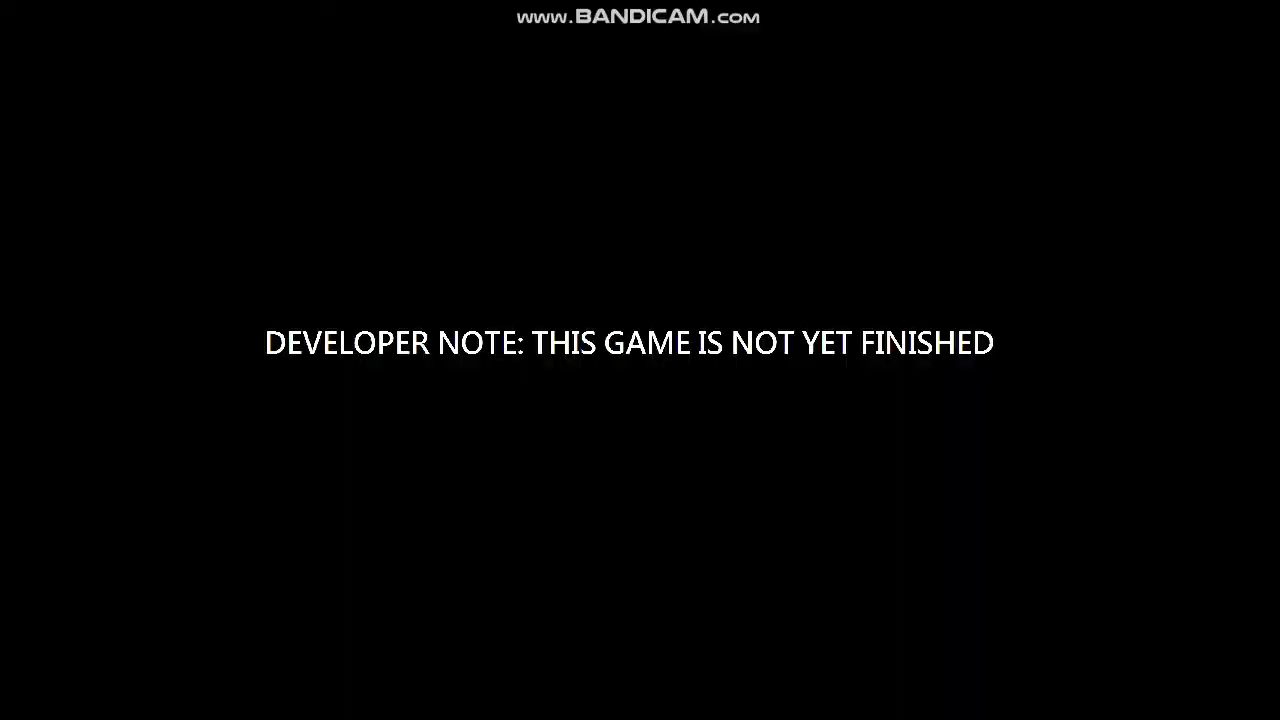 www.BANDICAM.com
DEVELOPER NOTE: THIS GAME IS NOT YET FINISHED